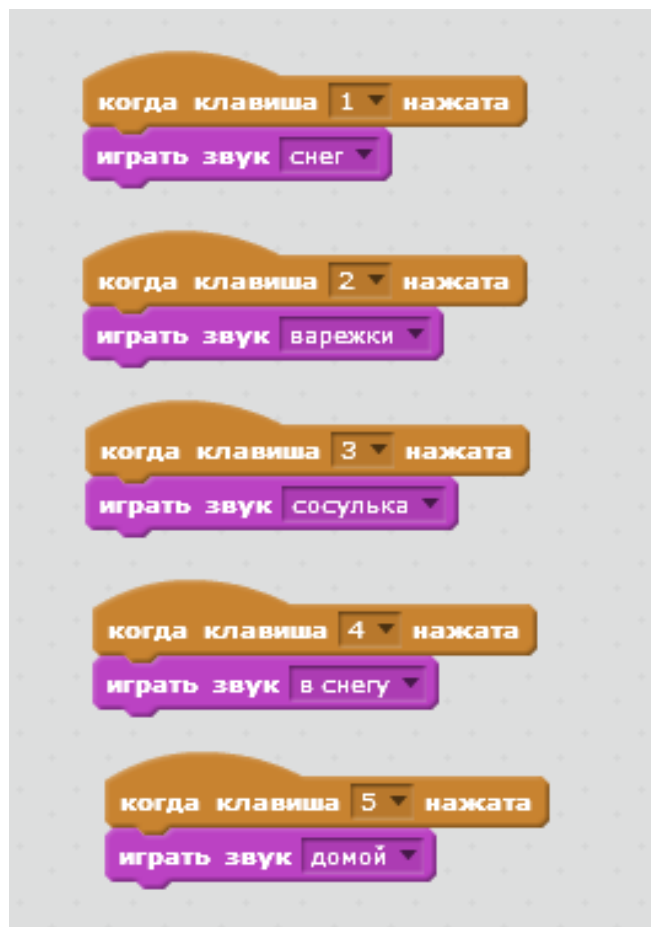 когда клавиша 1 нажата
играть звук снег
когда клавиша 2 нажата
играть звук варежки
когда клавиша 3 нажата
играть звук сосулька
когда клавиша 4 нажата
играть звук в снегу
когда клавиша 5 нажата
играть звук домой